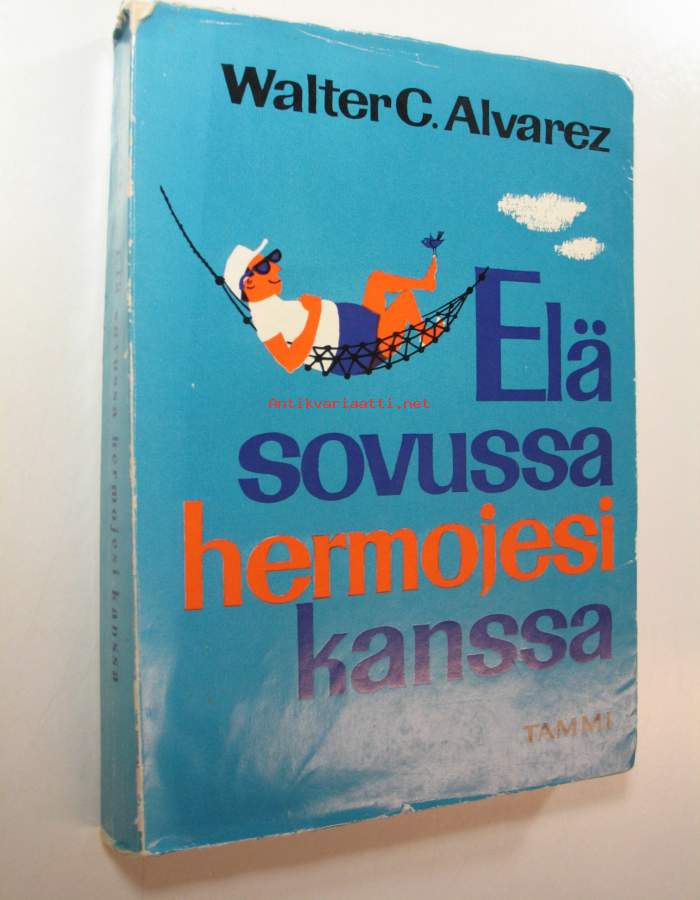 Walter C. Alvarez
Elä
sovussa
hermojesi
kanssa
TAMMI
Elä sovussa hermojesi kanssa
Antikvariaatti.net